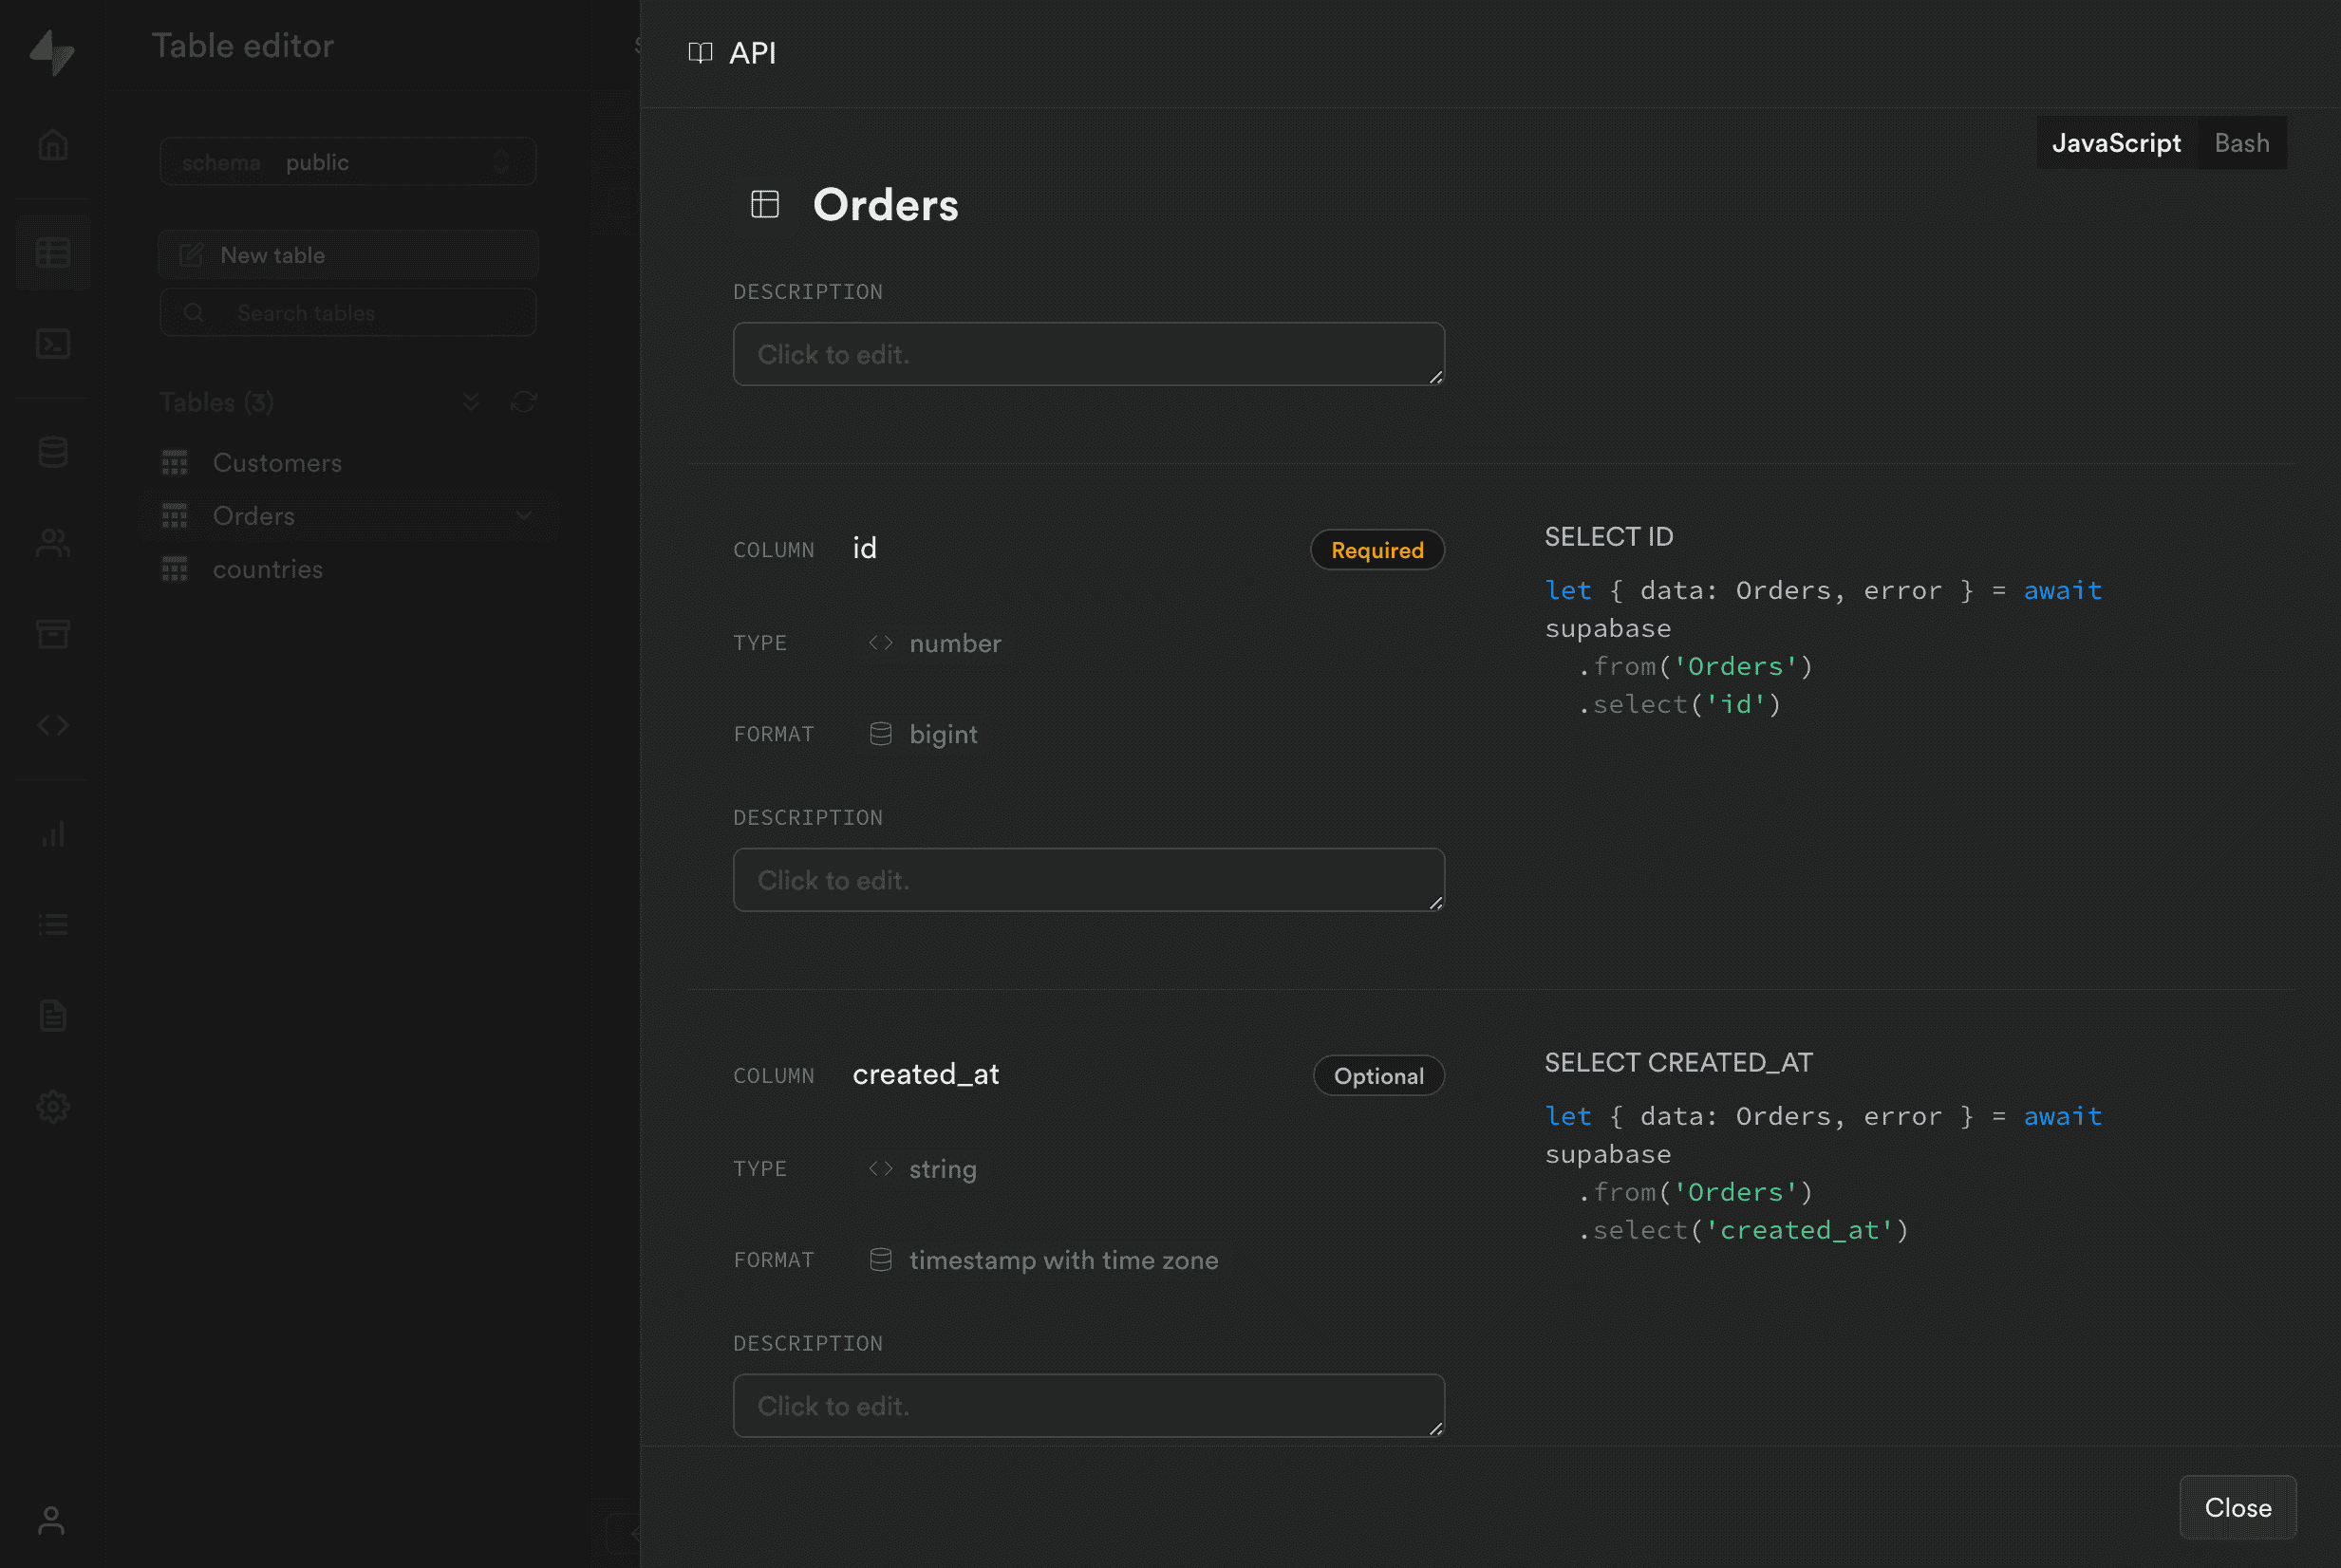 Table editor
schema public
New table
Search tables
Tables (3)
Customers
Orders
countries
API
JavaScript Bash
Orders
DESCRIPTION
Click to edit.
COLUMN id Required
TYPE number
FORMAT bigint
DESCRIPTION
Click to edit.
SELECT ID
let { data: Orders, error } = await
supabase
.from('Orders')
.select('id')
COLUMN created_at Optional
TYPE string
FORMAT timestamp with time zone
DESCRIPTION
Click to edit.
SELECT CREATED_AT
let { data: Orders, error } = await
supabase
.from('Orders')
.select('created_at')
Close